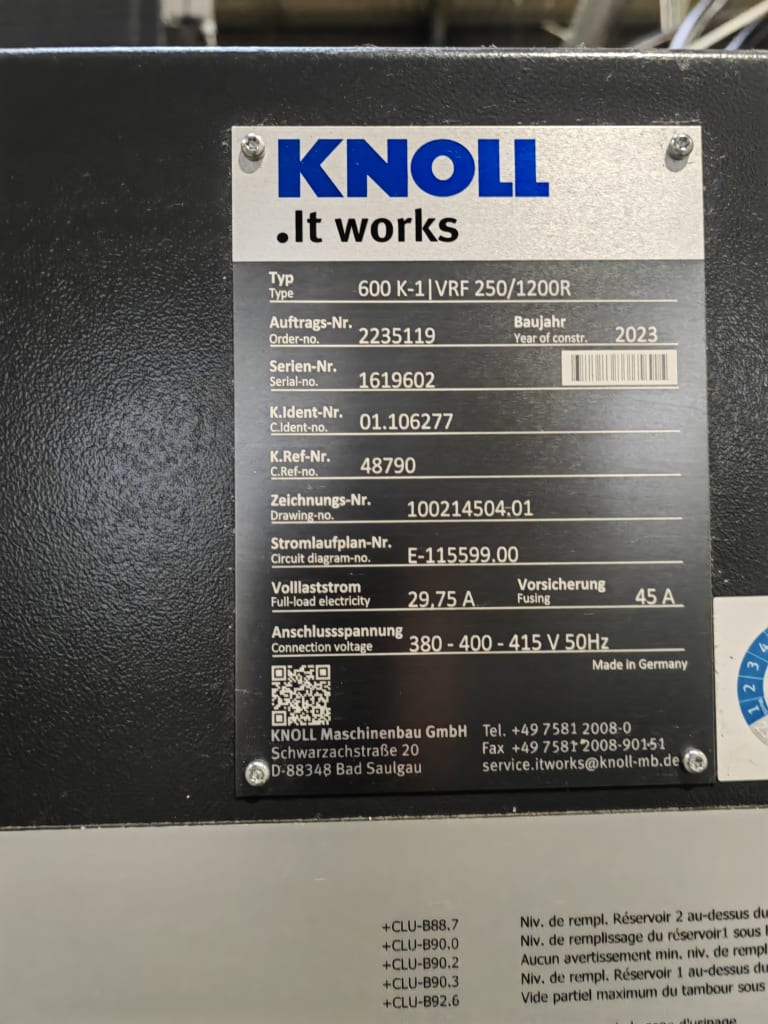 KNOLL
.It works
Typ
Type 600 K-1|VRF 250/1200R
Auftrags-Nr. Baujahr
Order-no. 2235119 Year of constr. 2023
Serien-Nr.
Serial-no. 1619602
K.Ident-Nr.
C.Ident-no. 01.106277
K.Ref-Nr.
C.Ref-no. 48790
Zeichnungs-Nr.
Drawing-no. 100214504.01
Stromlaufplan-Nr.
Circuit diagram-no. E-115599.00
Volllaststrom Vorsicherung
Full-load electricity 29,75 A Fusing 45 A
Anschlussspannung
Connection voltage 380 - 400 - 415 V 50Hz
Made in Germany
KNOLL Maschinenbau GmbH Tel. +49 7581 2008-0
Schwarzachstraße 20 Fax +49 7581 2008-90151
D-88348 Bad Saulgau service.itworks@knoll-mb.de
1 2 3 4
+CLU-B88.7 Niv. de rempl. Réservoir 2 au-dessus du
+CLU-B90.0 Niv. de remplissage du réservoir1 sous
+CLU-B90.2 Aucun avertissement min. niv. de rempl
+CLU-B90.3 Niv. de rempl. Réservoir 1 au-dessus du
+CLU-B92.6 Vide partiel maximum du tambour sous
d'usinage